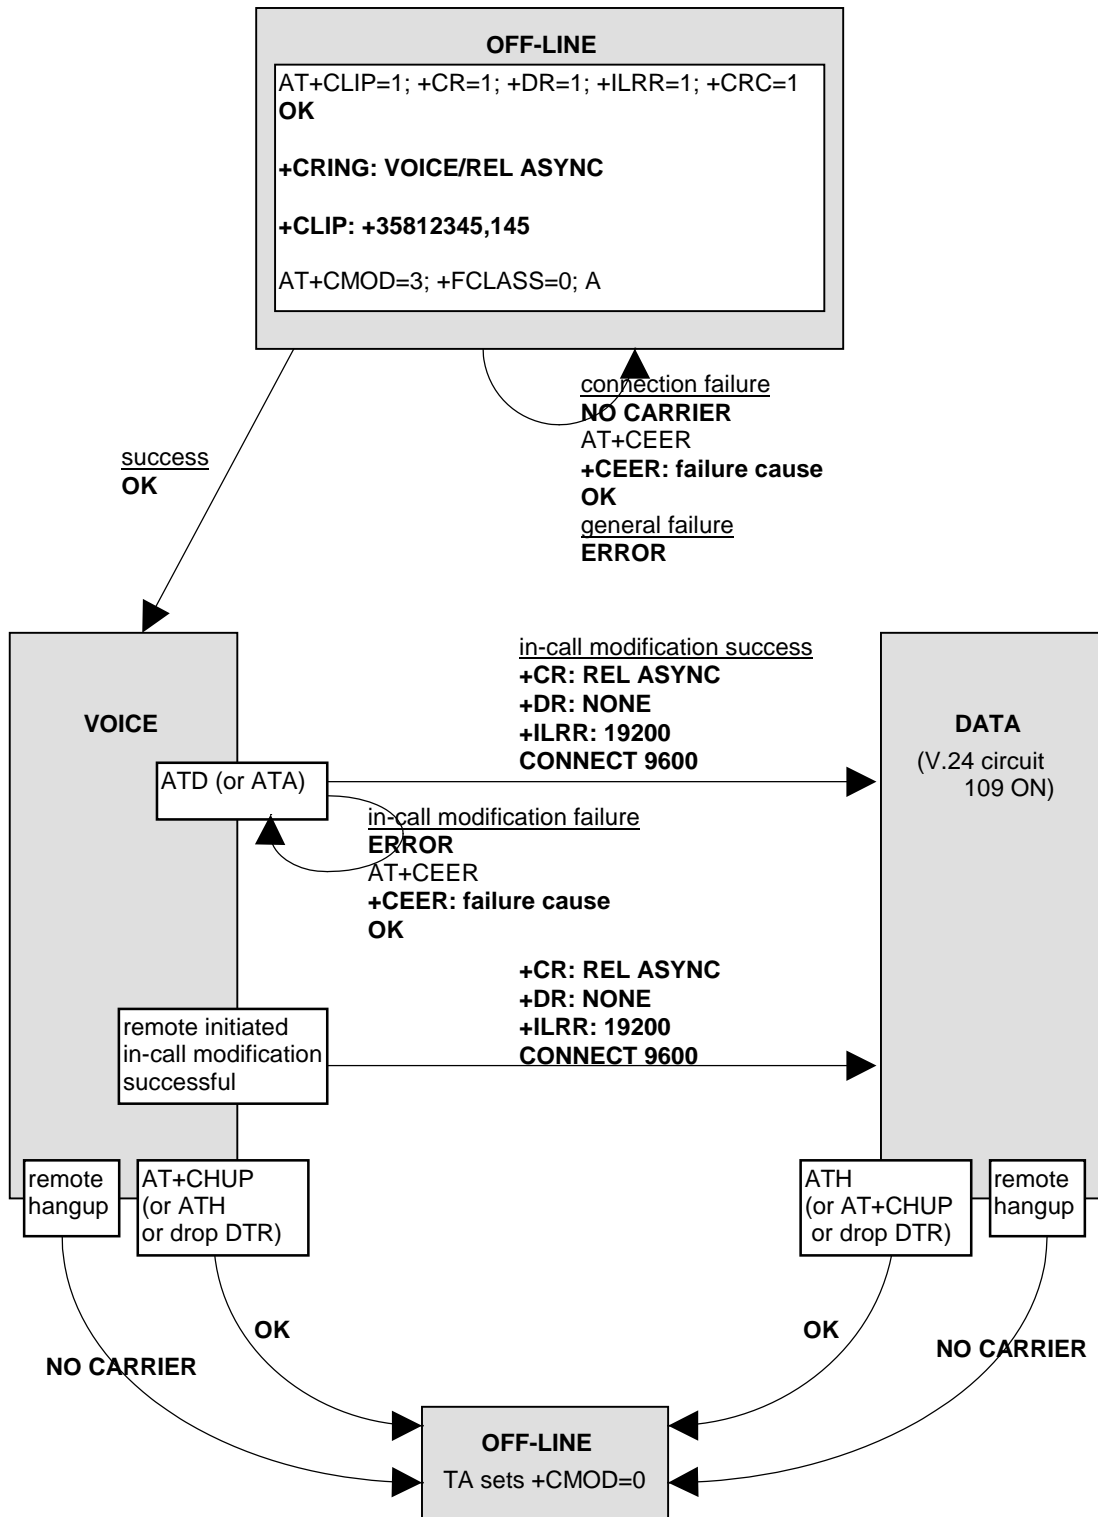 OFF-LINE
AT+CLIP=1; +CR=1; +DR=1; +ILRR=1; +CRC=1
OK
+CRING: VOICE/REL ASYNC
+CLIP: +35812345,145
AT+CMOD=3; +FCLASS=0; A
connection failure
NO CARRIER
AT+CEER
+CEER: failure cause
OK
general failure
ERROR
success
OK
VOICE
ATD (or ATA)
in-call modification success
+CR: REL ASYNC
+DR: NONE
+ILRR: 19200
CONNECT 9600
DATA
(V.24 circuit
109 ON)
in-call modification failure
ERROR
AT+CEER
+CEER: failure cause
OK
remote initiated
in-call modification
successful
+CR: REL ASYNC
+DR: NONE
+ILRR: 19200
CONNECT 9600
remote
hangup
AT+CHUP
(or ATH
or drop DTR)
ATH
(or AT+CHUP
or drop DTR)
remote
hangup
NO CARRIER
OK
OK
NO CARRIER
OFF-LINE
TA sets +CMOD=0